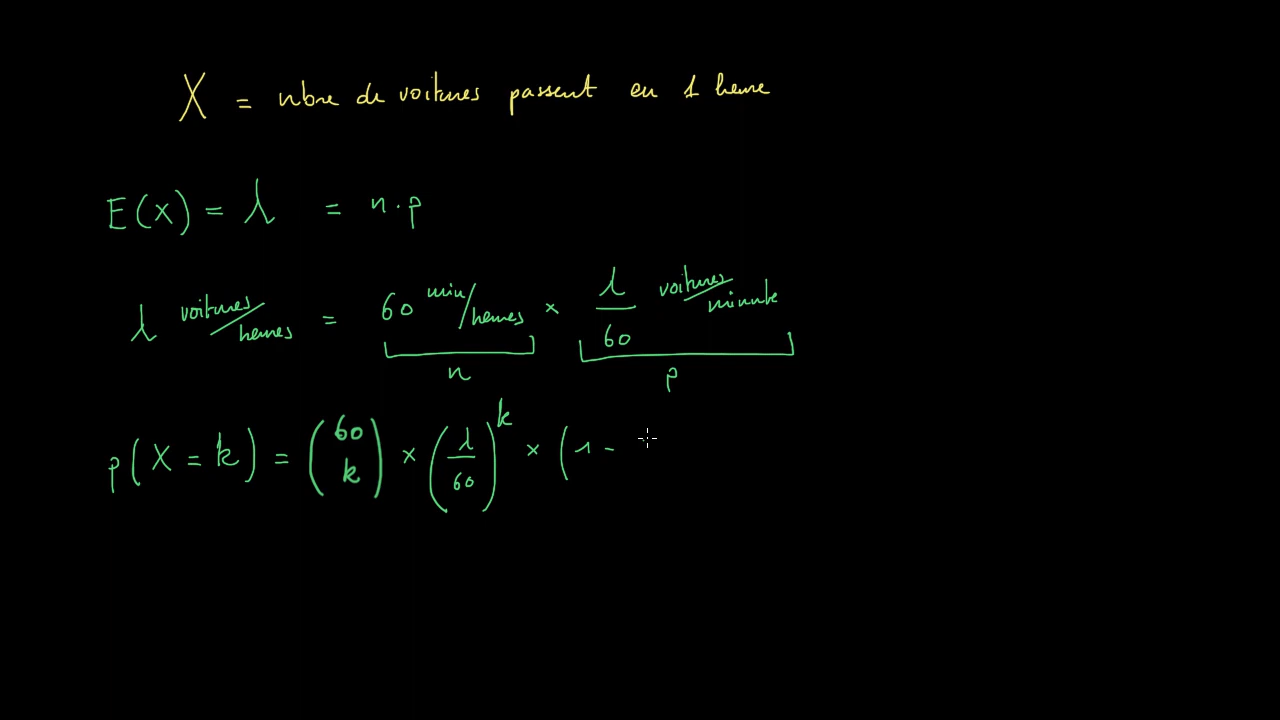 X = nbre de voitures passent en 1 heure
E(X) = λ = n.p
λ voitures/heures = 60 min/heures × λ/60 voitures/minute
n p
p(X = k) = (60 k) × (λ/60)^k × (1 -